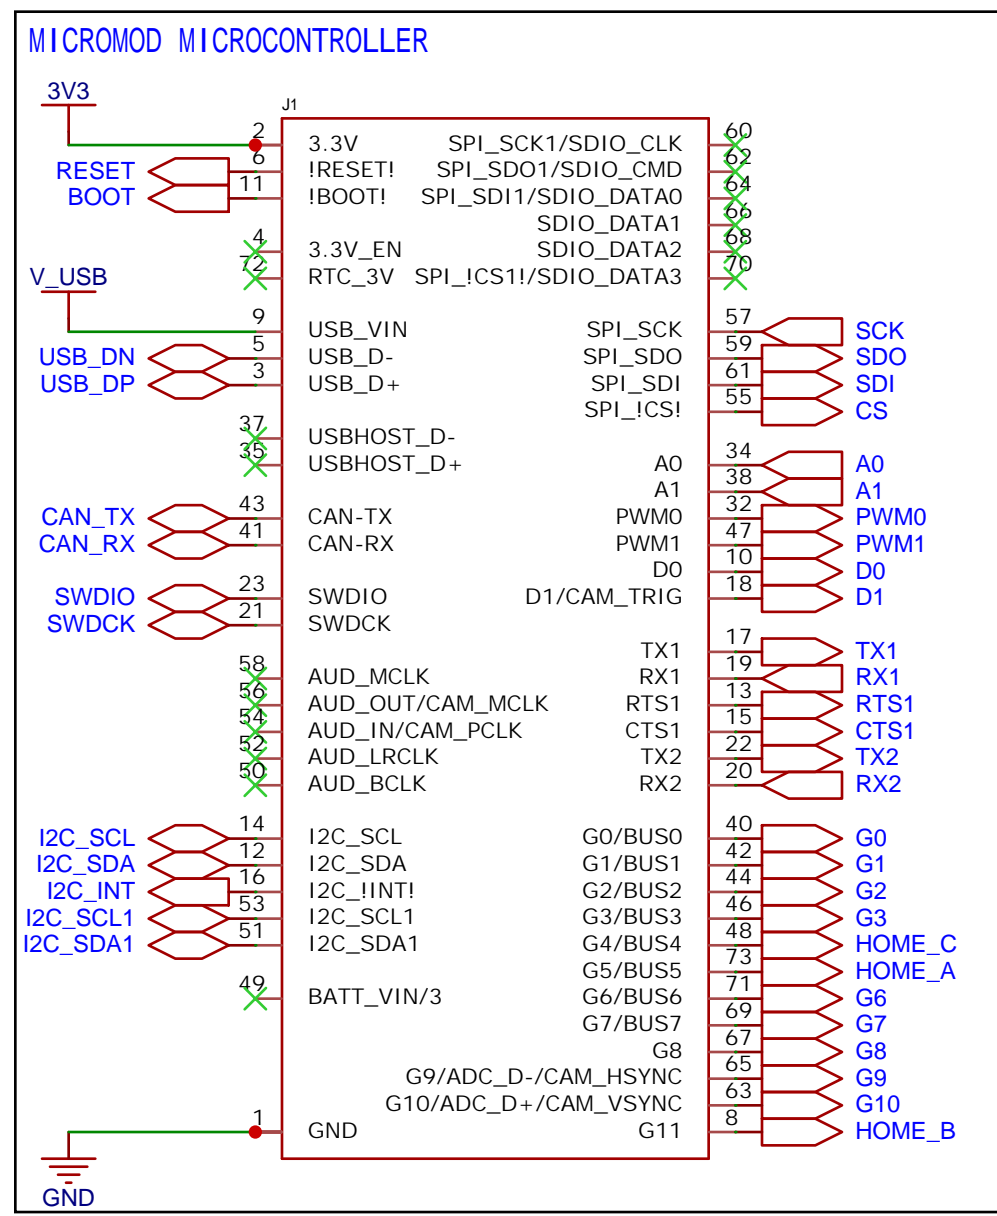 MICROMOD MICROCONTROLLER
3V3
J1
2 3.3V SPI_SCK1/SDIO_CLK 60
RESET 6 !RESET! SPI_SDO1/SDIO_CMD 62
BOOT 11 !BOOT! SPI_SDI1/SDIO_DATA0 64
SDIO_DATA1 66
4 3.3V_EN SDIO_DATA2 68
72 RTC_3V SPI_!CS1!/SDIO_DATA3 70
V_USB
9 USB_VIN SPI_SCK 57 SCK
USB_DN 5 USB_D- SPI_SDO 59 SDO
USB_DP 3 USB_D+ SPI_SDI 61 SDI
SPI_!CS! 55 CS
37 USBHOST_D-
35 USBHOST_D+ A0 34 A0
A1 38 A1
CAN_TX 43 CAN-TX PWM0 32 PWM0
CAN_RX 41 CAN-RX PWM1 47 PWM1
D0 10 D0
SWDIO 23 SWDIO D1/CAM_TRIG 18 D1
SWDCK 21 SWDCK
TX1 17 TX1
58 AUD_MCLK RX1 19 RX1
56 AUD_OUT/CAM_MCLK RTS1 13 RTS1
54 AUD_IN/CAM_PCLK CTS1 15 CTS1
52 AUD_LRCLK TX2 22 TX2
50 AUD_BCLK RX2 20 RX2
I2C_SCL 14 I2C_SCL G0/BUS0 40 G0
I2C_SDA 12 I2C_SDA G1/BUS1 42 G1
I2C_INT 16 I2C_!INT! G2/BUS2 44 G2
I2C_SCL1 53 I2C_SCL1 G3/BUS3 46 G3
I2C_SDA1 51 I2C_SDA1 G4/BUS4 48 HOME_C
G5/BUS5 73 HOME_A
49 BATT_VIN/3 G6/BUS6 71 G6
G7/BUS7 69 G7
G8 67 G8
G9/ADC_D-/CAM_HSYNC 65 G9
G10/ADC_D+/CAM_VSYNC 63 G10
1 GND G11 8 HOME_B
GND